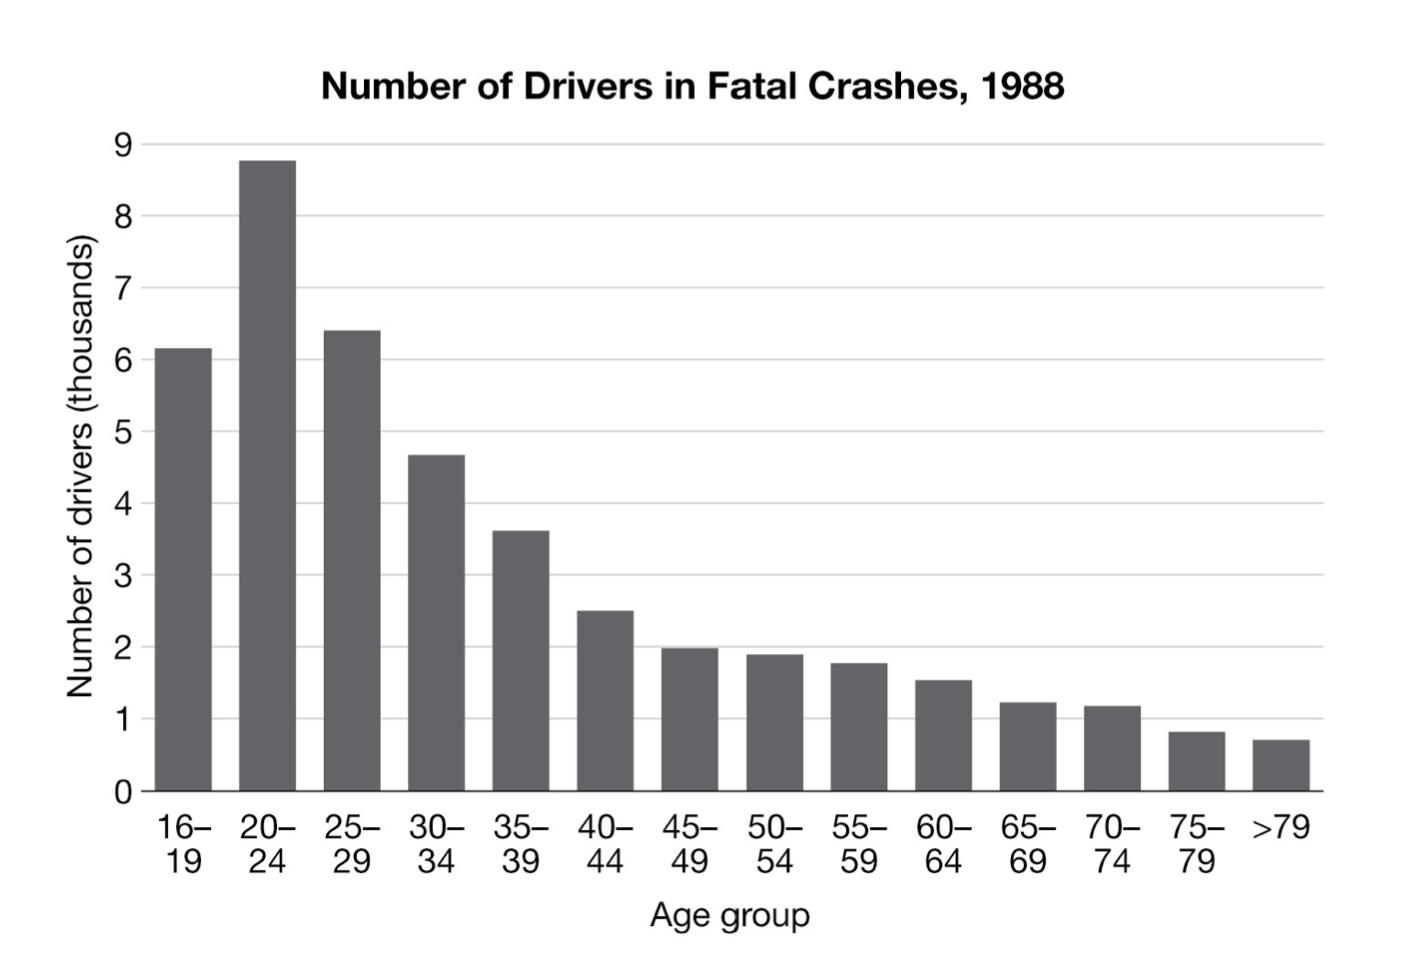 Number of Drivers in Fatal Crashes, 1988
Number of drivers (thousands)
9
8
7
6
5
4
3
2
1
0
16– 20– 25– 30– 35– 40– 45– 50– 55– 60– 65– 70– 75– >79
19 24 29 34 39 44 49 54 59 64 69 74 79
Age group